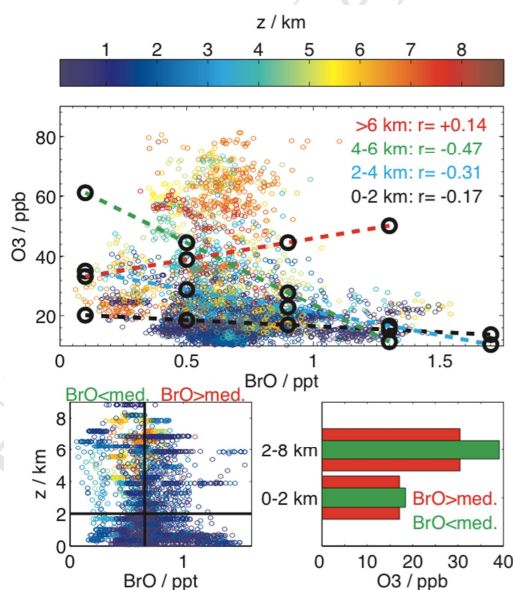 z / km
1 2 3 4 5 6 7 8
80
60
40
20
O3 / ppb
>6 km: r= +0.14
4-6 km: r= -0.47
2-4 km: r= -0.31
0-2 km: r= -0.17
0 0.5 1 1.5
BrO / ppt
BrO<med. BrO>med.
8
6
4
2
0
z / km
0 1
BrO / ppt
2-8 km
0-2 km
BrO>med.
BrO<med.
0 10 20 30 40
O3 / ppb